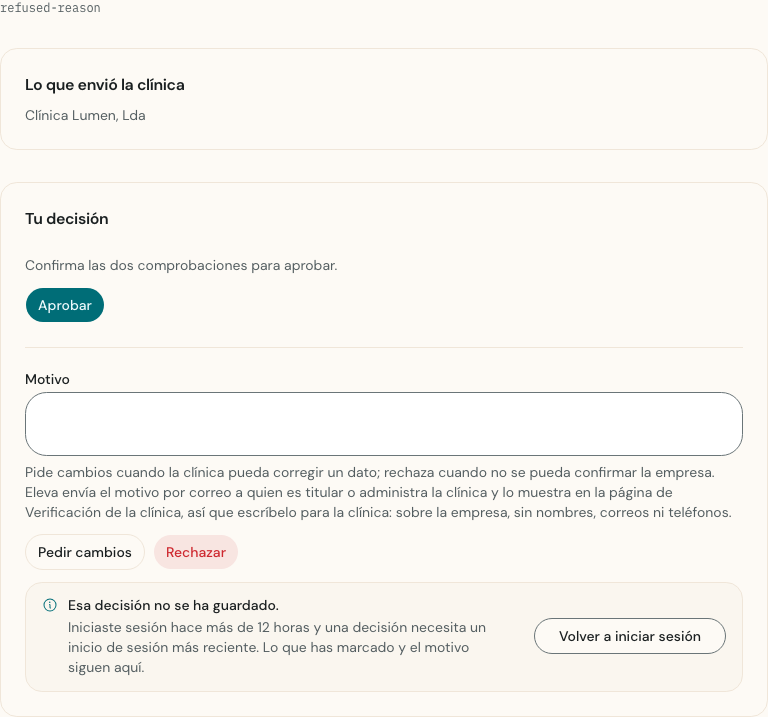 refused-reason
Lo que envió la clínica
Clínica Lumen, Lda
Tu decisión
Confirma las dos comprobaciones para aprobar.
Aprobar
Motivo
Pide cambios cuando la clínica pueda corregir un dato; rechaza cuando no se pueda confirmar la empresa.
Eleva envía el motivo por correo a quien es titular o administra la clínica y lo muestra en la página de
Verificación de la clínica, así que escríbelo para la clínica: sobre la empresa, sin nombres, correos ni teléfonos.
Pedir cambios
Rechazar
Esa decisión no se ha guardado.
Iniciaste sesión hace más de 12 horas y una decisión necesita un
inicio de sesión más reciente. Lo que has marcado y el motivo
siguen aquí.
Volver a iniciar sesión